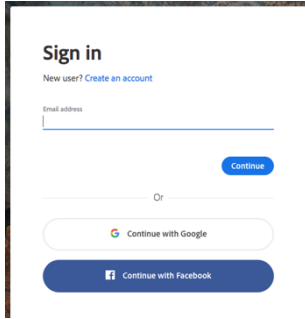 Sign in
New user? Create an account
Email address
Continue
Or
Continue with Google
Continue with Facebook